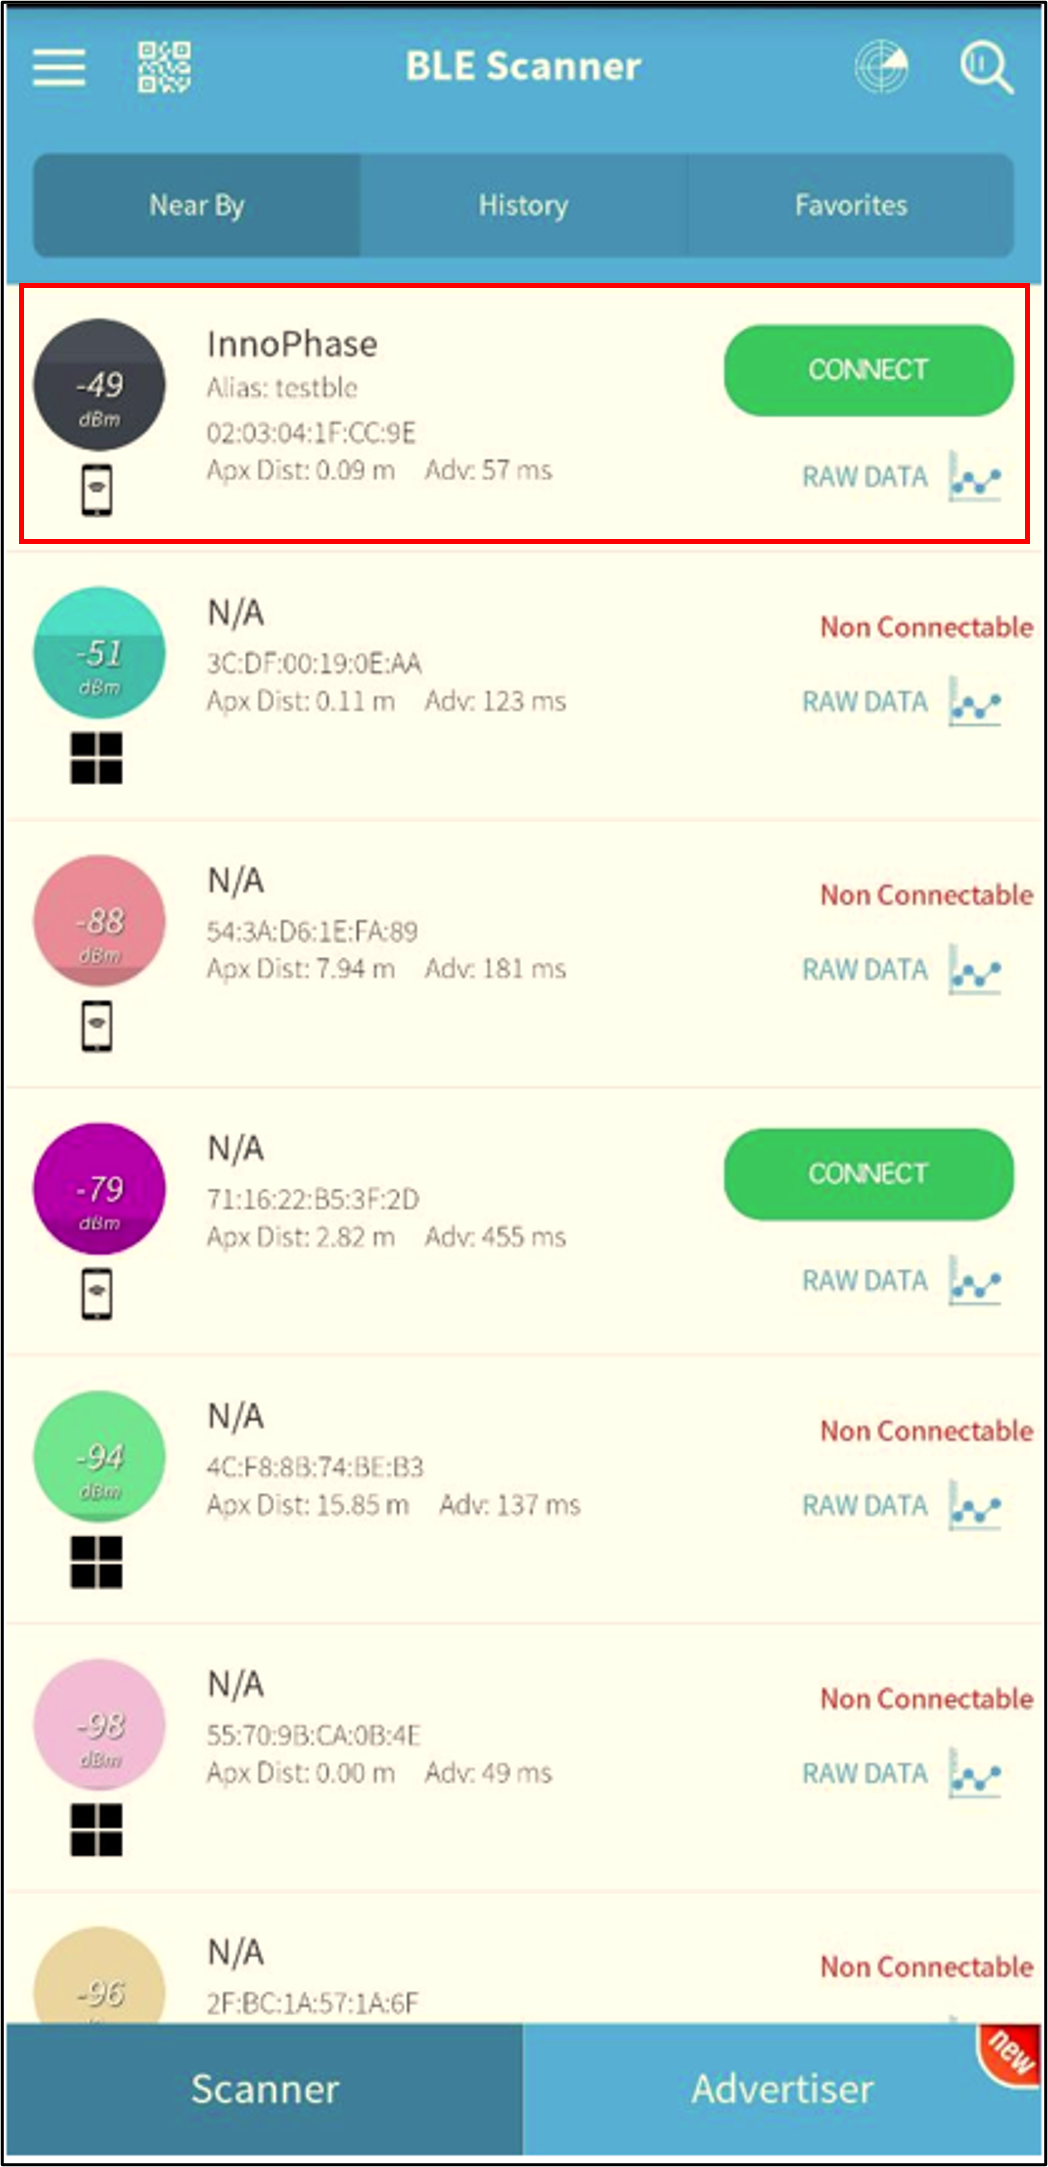 BLE Scanner
Near By History Favorites
-49
dBm
InnoPhase
Alias: testble
02:03:04:1F:CC:9E
Apx Dist: 0.09 m Adv: 57 ms
CONNECT
RAW DATA
-51
dBm
N/A
3C:DF:00:19:0E:AA
Apx Dist: 0.11 m Adv: 123 ms
Non Connectable
RAW DATA
-88
dBm
N/A
54:3A:D6:1E:FA:89
Apx Dist: 7.94 m Adv: 181 ms
Non Connectable
RAW DATA
-79
dBm
N/A
71:16:22:B5:3F:2D
Apx Dist: 2.82 m Adv: 455 ms
CONNECT
RAW DATA
-94
dBm
N/A
4C:F8:8B:74:BE:B3
Apx Dist: 15.85 m Adv: 137 ms
Non Connectable
RAW DATA
-98
dBm
N/A
55:70:9B:CA:0B:4E
Apx Dist: 0.00 m Adv: 49 ms
Non Connectable
RAW DATA
-96
N/A
2F:BC:1A:57:1A:6F
Non Connectable
Scanner Advertiser
new